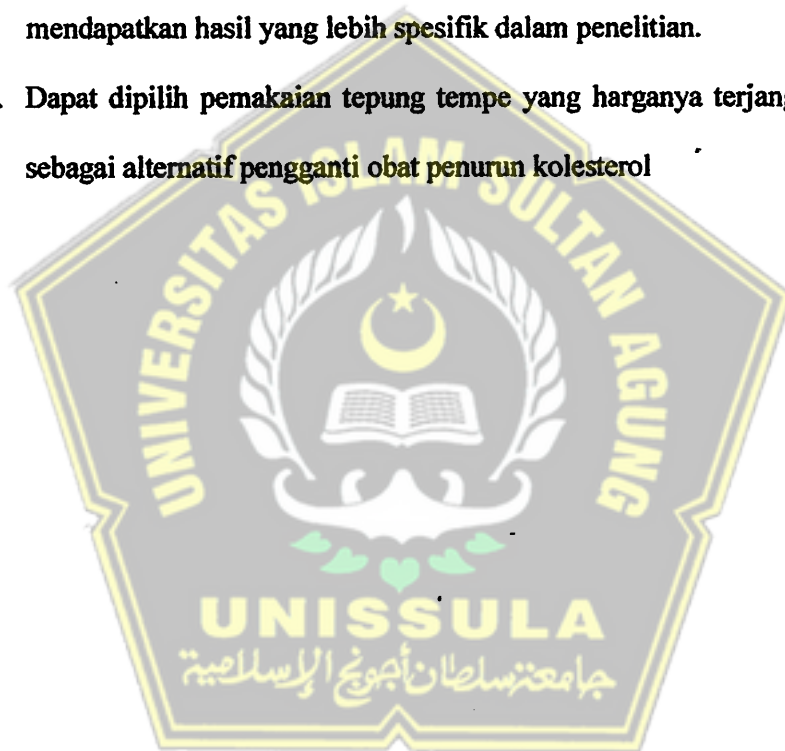 mendapatkan hasil yang lebih spesifik dalam penelitian.
. Dapat dipilih pemakaian tepung tempe yang harganya terjang
sebagai alternatif pengganti obat penurun kolesterol
UNIVERSITAS ISLAM SULTAN AGUNG
UNISSULA
جامعة سلطان أجونج الإسلامية